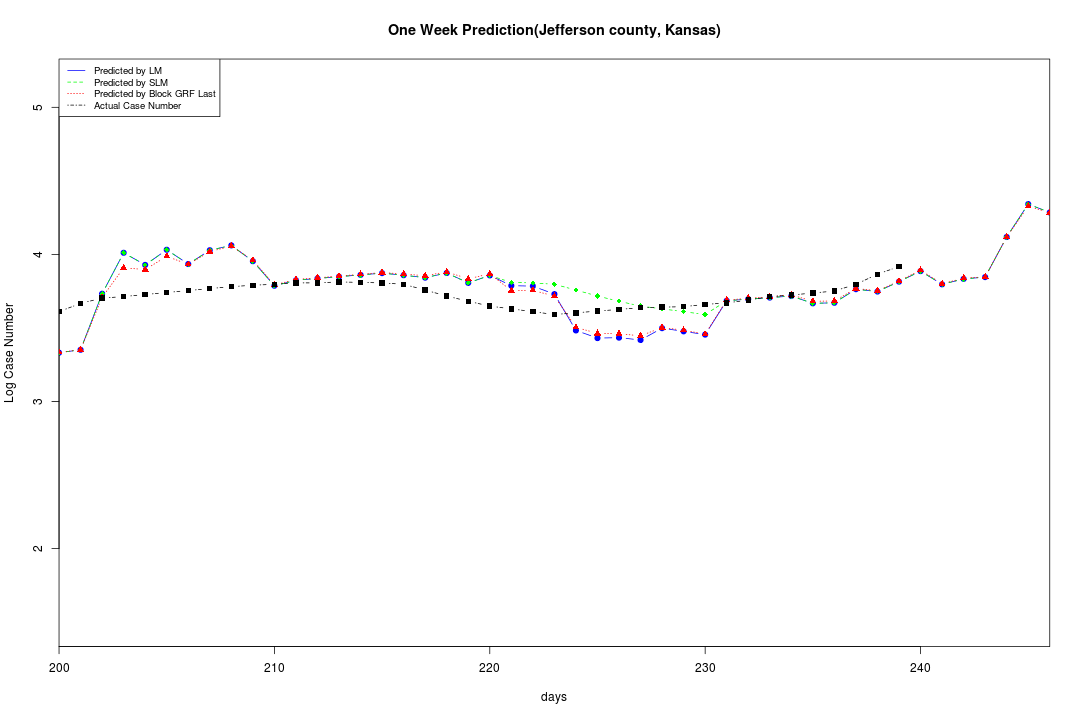 One Week Prediction(Jefferson county, Kansas)
Predicted by LM
Predicted by SLM
Predicted by Block GRF Last
Actual Case Number
5
4
3
2
Log Case Number
200 210 220 230 240
days